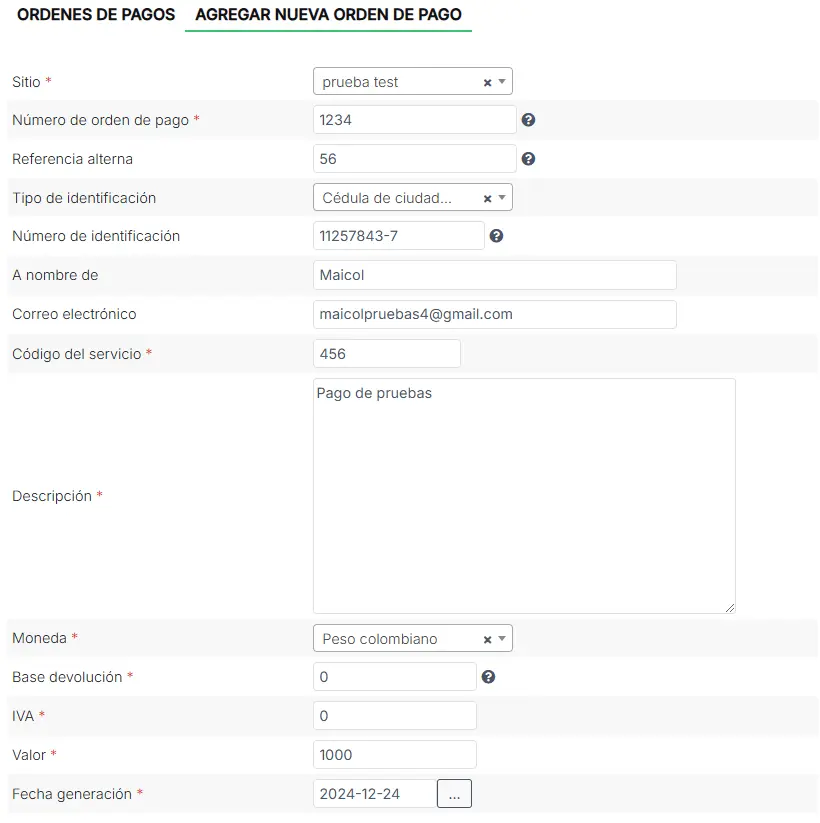 ORDENES DE PAGOS AGREGAR NUEVA ORDEN DE PAGO
Sitio * prueba test × ▼
Número de orden de pago * 1234 ?
Referencia alterna 56 ?
Tipo de identificación Cédula de ciudad... × ▼
Número de identificación 11257843-7 ?
A nombre de Maicol
Correo electrónico maicolpruebas4@gmail.com
Código del servicio * 456
Pago de pruebas
Descripción *
Moneda * Peso colombiano × ▼
Base devolución * 0 ?
IVA * 0
Valor * 1000
Fecha generación * 2024-12-24 ...